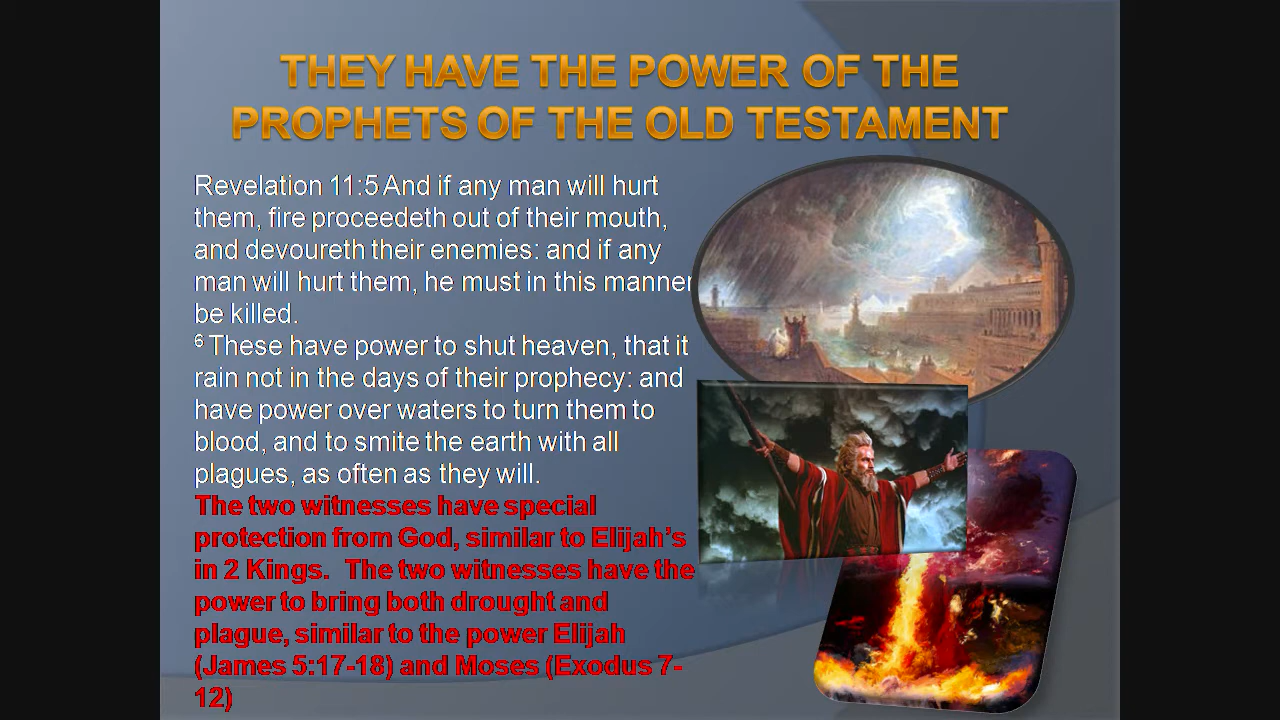 THEY HAVE THE POWER OF THE
PROPHETS OF THE OLD TESTAMENT
Revelation 11:5 And if any man will hurt
them, fire proceedeth out of their mouth,
and devoureth their enemies: and if any
man will hurt them, he must in this manner
be killed.
6 These have power to shut heaven, that it
rain not in the days of their prophecy: and
have power over waters to turn them to
blood, and to smite the earth with all
plagues, as often as they will.
The two witnesses have special
protection from God, similar to Elijah's
in 2 Kings.  The two witnesses have the
power to bring both drought and
plague, similar to the power Elijah
(James 5:17-18) and Moses (Exodus 7-
12)